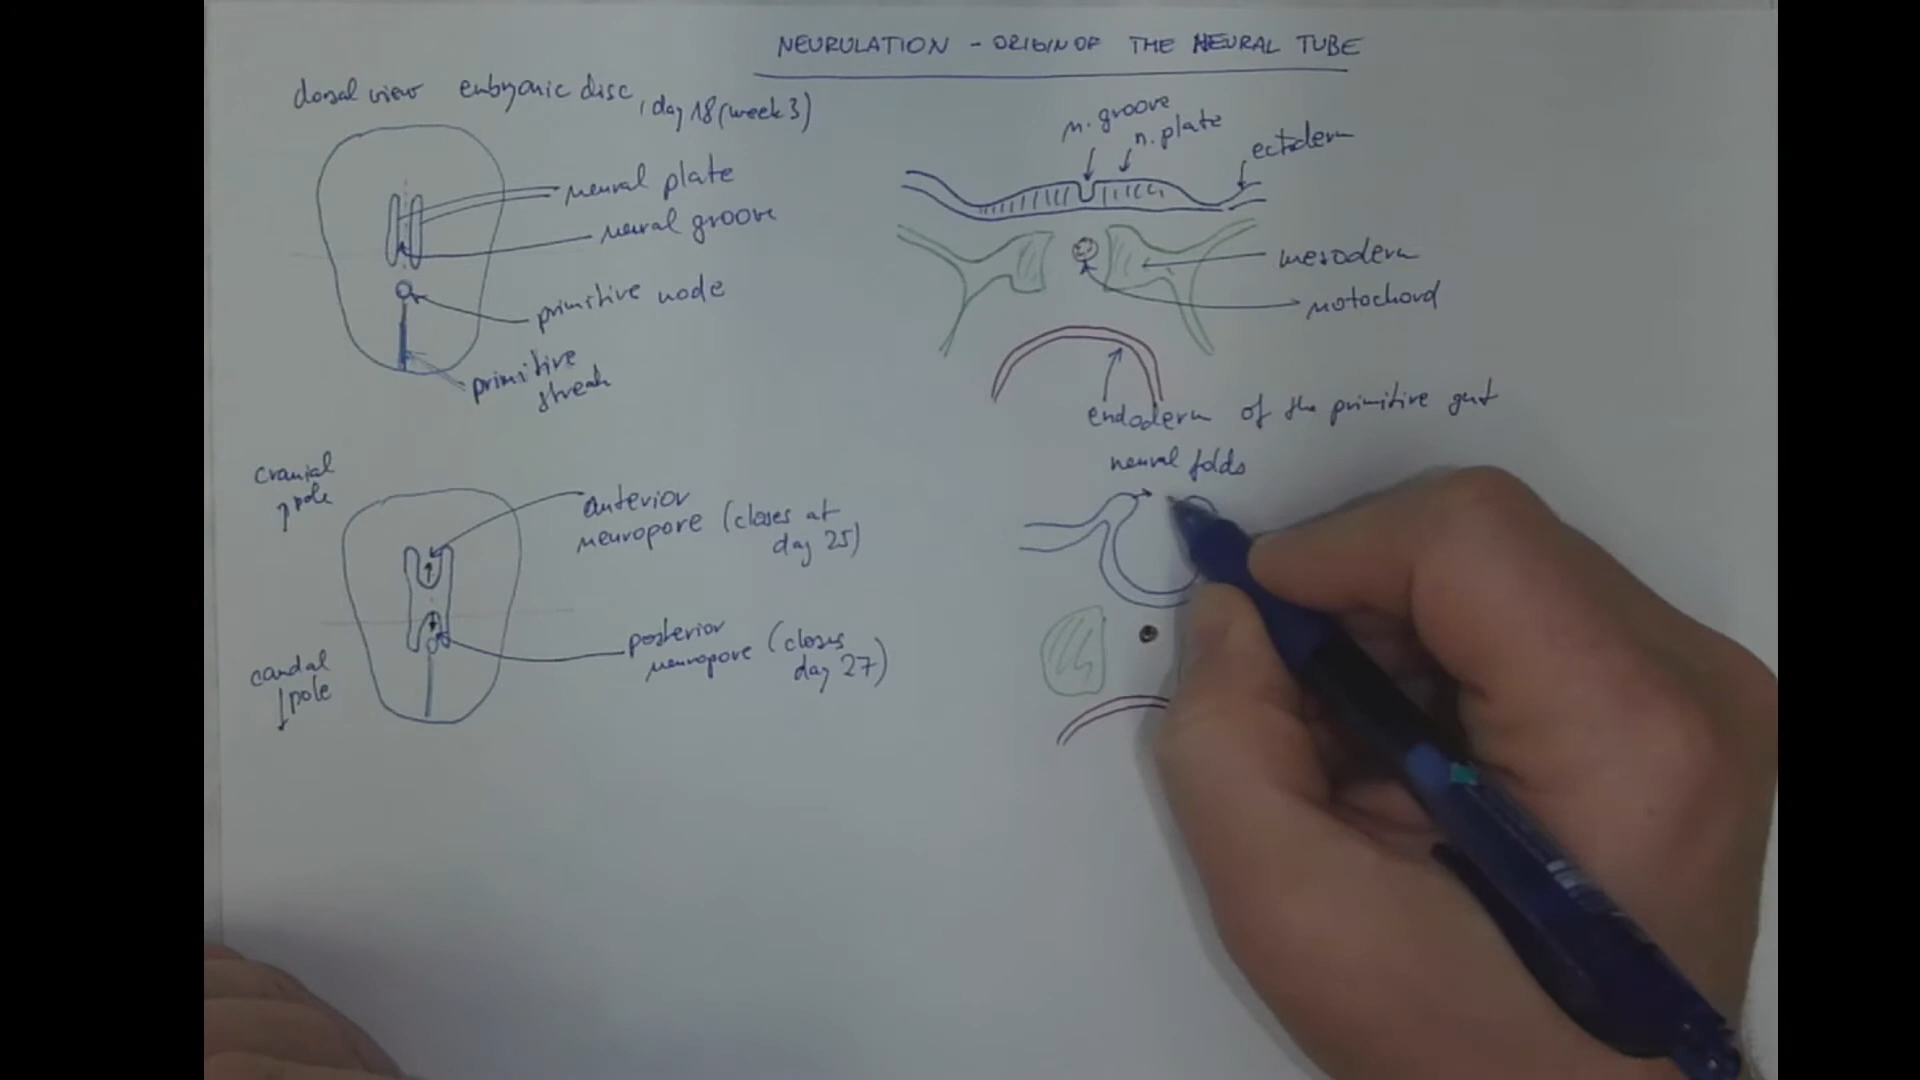 NEURULATION - ORIGIN OF THE NEURAL TUBE
dorsal view embyonic disc, day 18 (week 3)
neural plate
neural groove
primitive node
primitive
streak
n. groove
n. plate
ectoderm
mesoderm
notochord
endoderm of the primitive gut
neural folds
cranial
pole
anterior
neuropore (closes at
day 25)
posterior
neuropore (closes
day 27)
caudal
pole